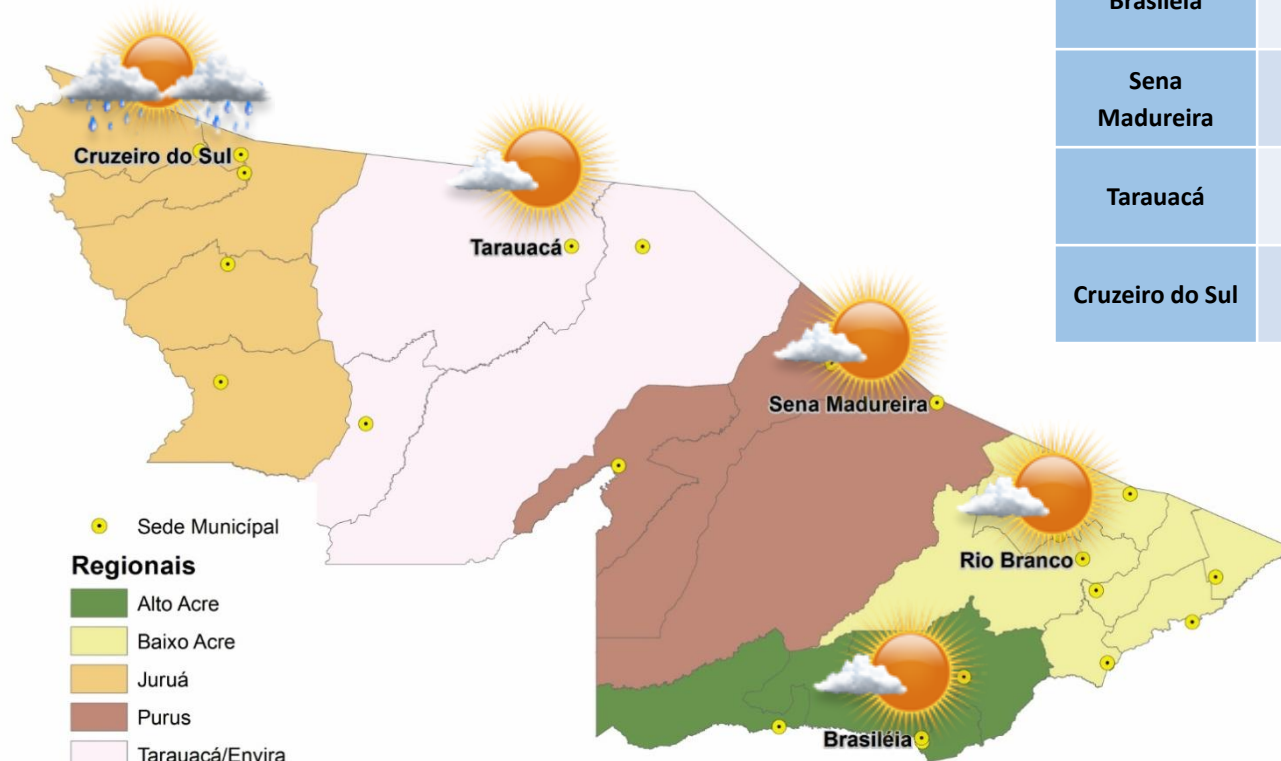 Brasiléia
Sena
Madureira
Tarauacá
Cruzeiro do Sul
Cruzeiro do Sul
Tarauacá
Sena Madureira
Rio Branco
Brasiléia
Sede Municípal
Regionais
Alto Acre
Baixo Acre
Juruá
Purus
Tarauacá/Envira